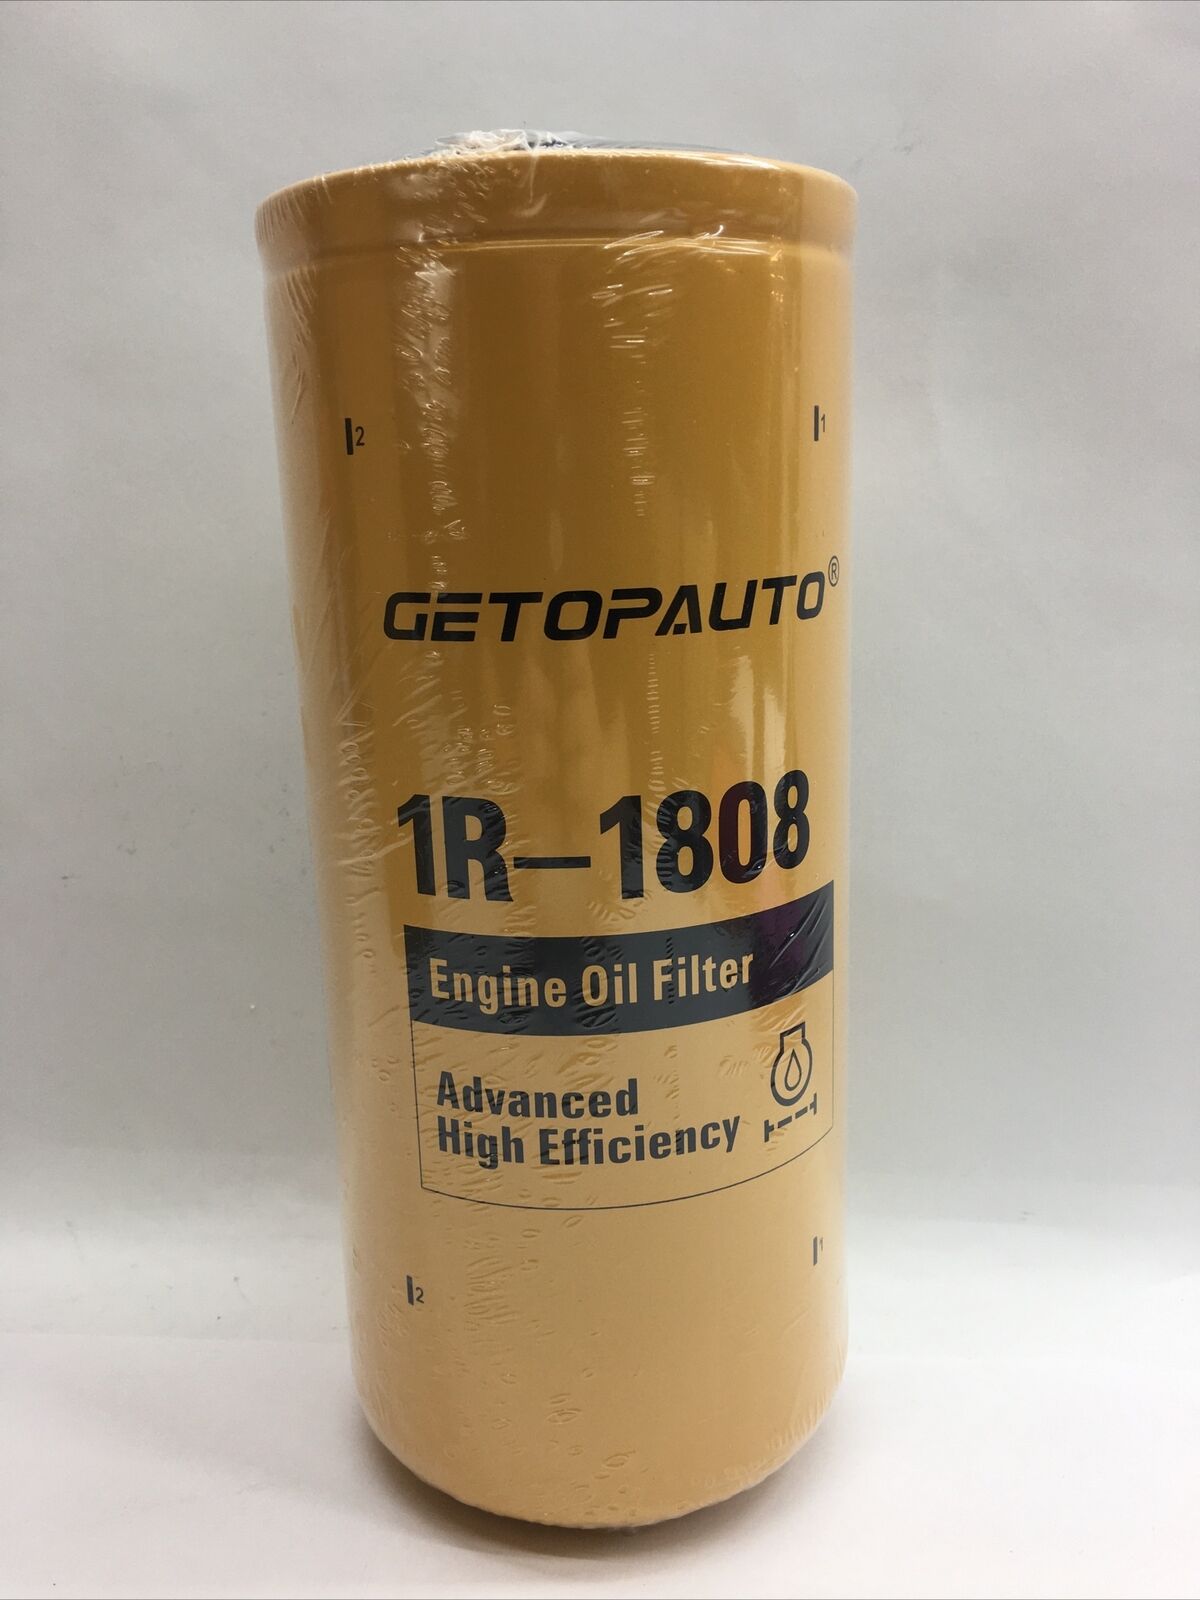 2
1
GETOPAUTO®
1R-1808
Engine Oil Filter
Advanced
High Efficiency
1
2